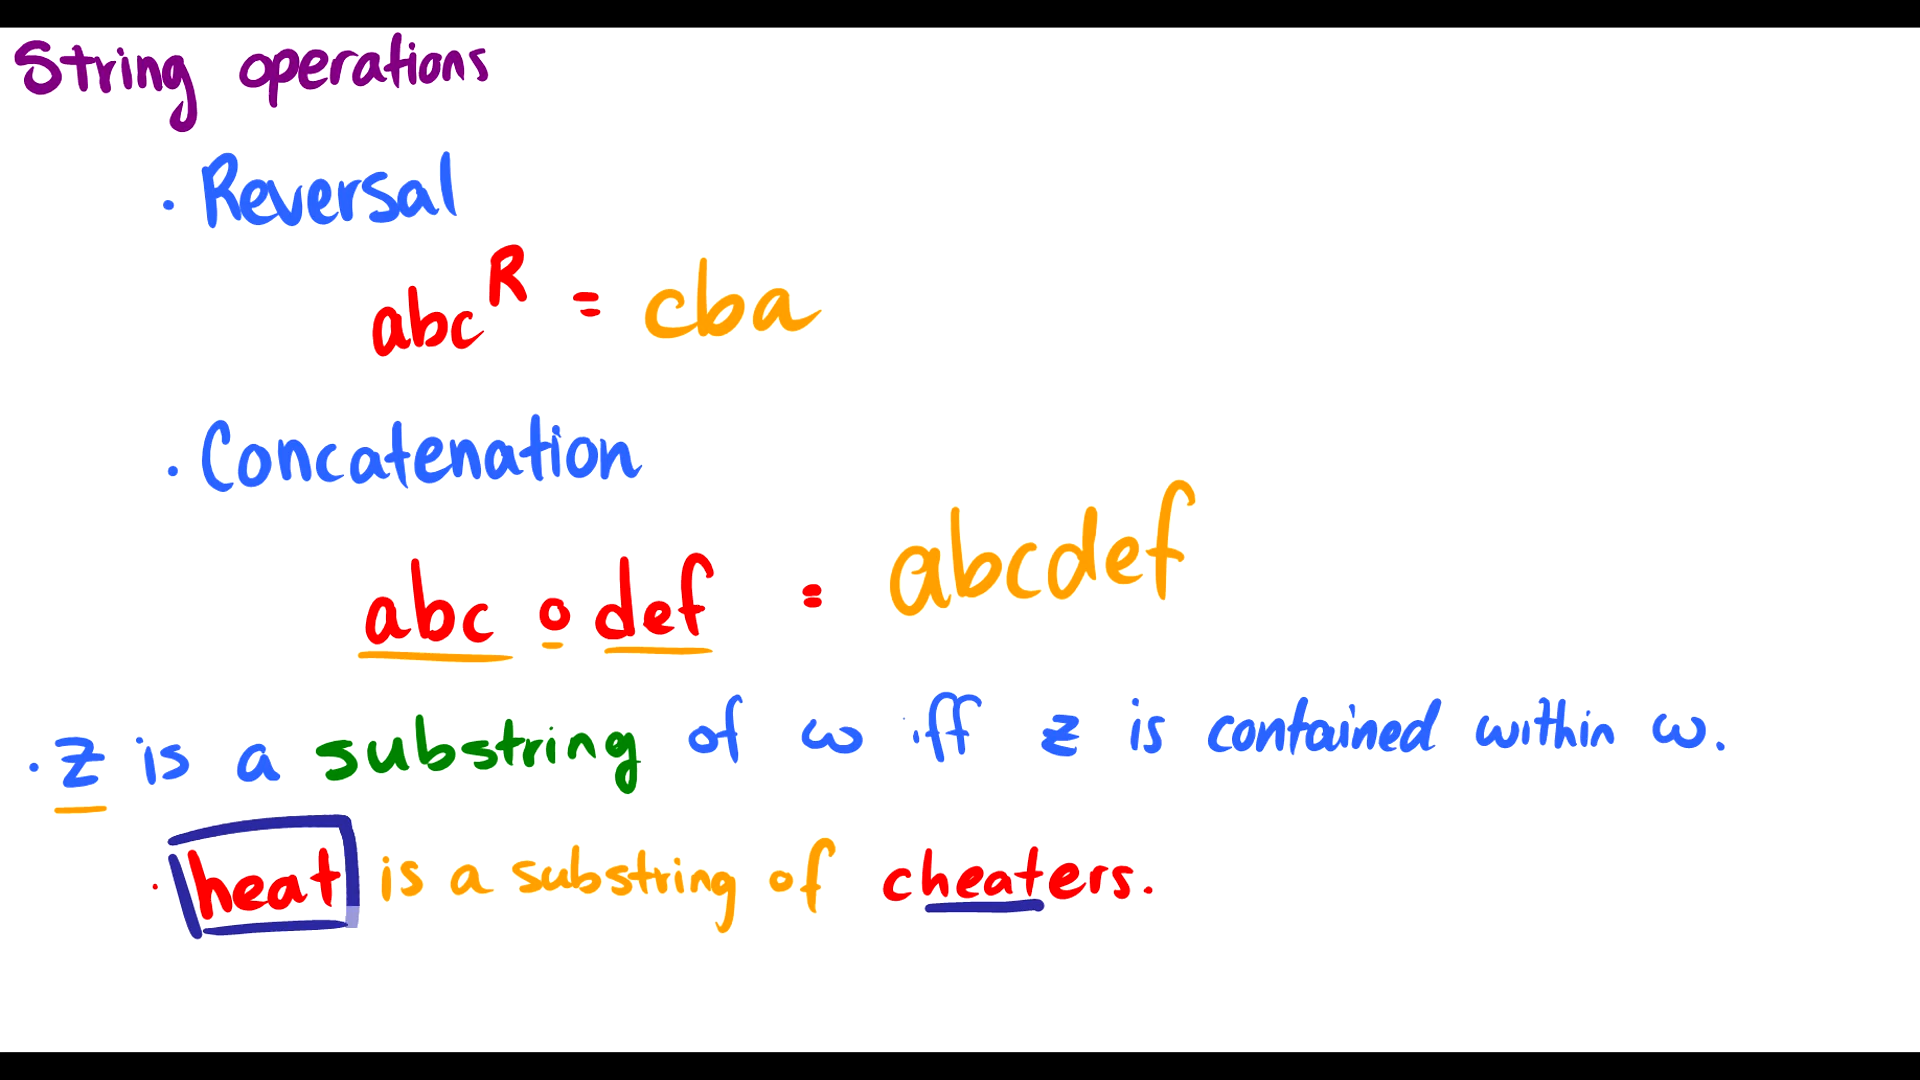 String operations
· Reversal
abc^R = cba
· Concatenation
abc o def = abcdef
· z is a substring of w iff z is contained within w.
· heat is a substring of cheaters.